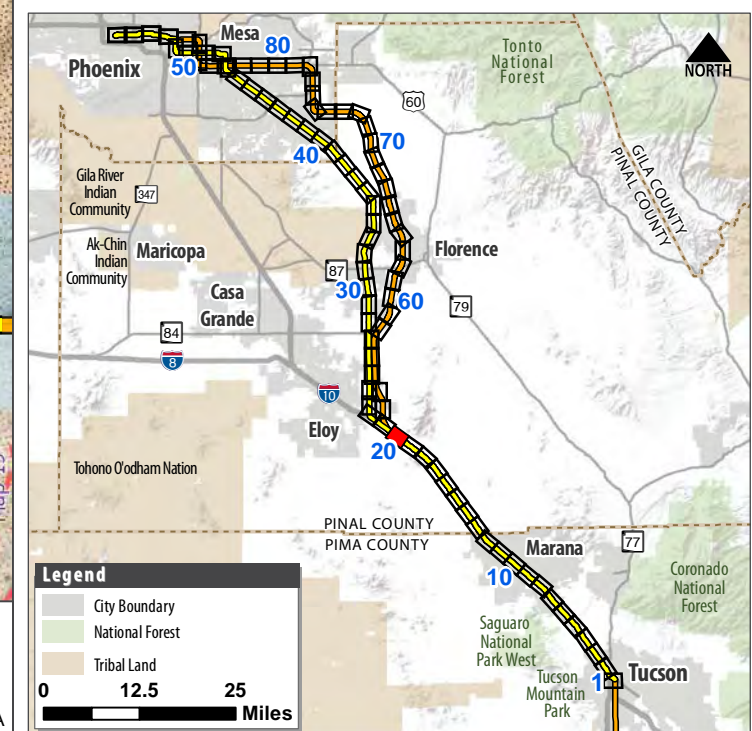 Mesa
80
Tonto
National
Forest
NORTH
Phoenix
50
60
70
40
GILA COUNTY
PINAL COUNTY
Gila River
Indian
Community
347
Ak-Chin
Indian
Community
Maricopa
Florence
87
30
60
Casa
Grande
79
84
8
10
Eloy
20
Tohono O'odham Nation
PINAL COUNTY
PIMA COUNTY
Marana
77
10
Coronado
National
Forest
Saguaro
National
Park West
Tucson
Mountain
Park
1
Tucson
Legend
City Boundary
National Forest
Tribal Land
0 12.5 25
Miles